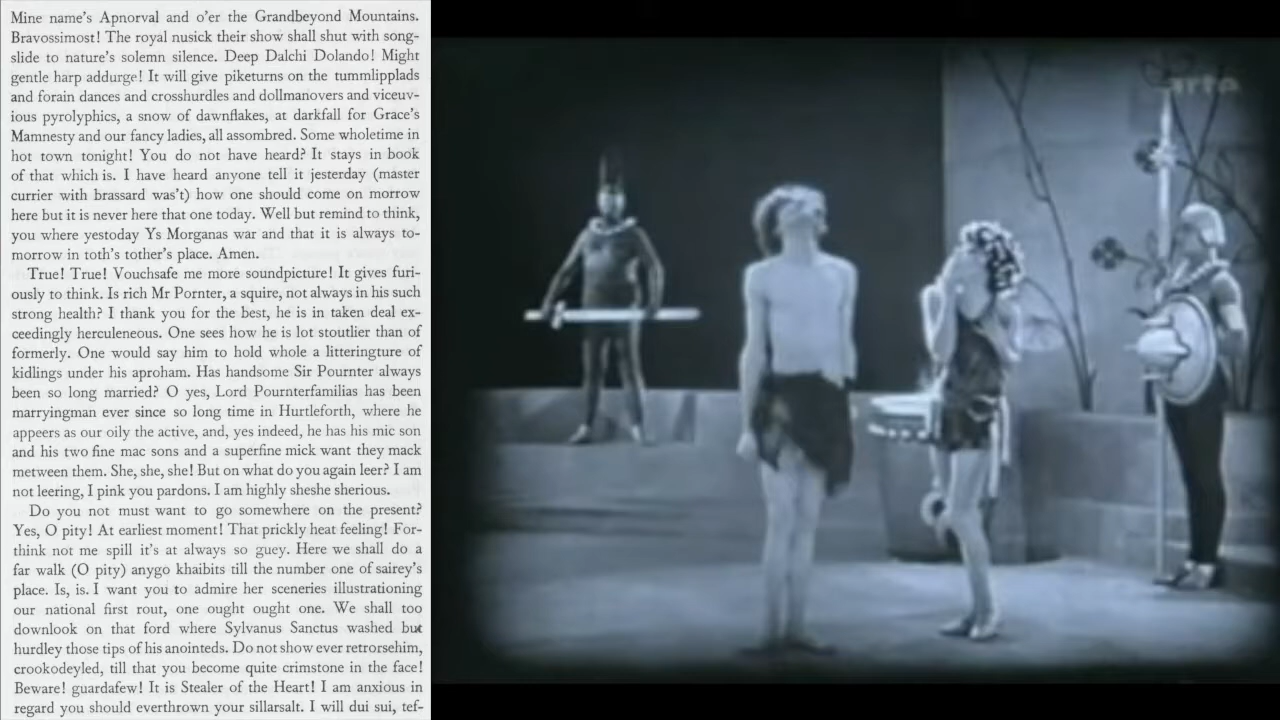 Mine name's Apnorval and o'er the Grandbeyond Mountains.
Bravossimost! The royal nusick their show shall shut with song-
slide to nature's solemn silence. Deep Dalchi Dolando! Might
gentle harp addurge! It will give piketurns on the tummlipplads
and forain dances and crosshurdles and dollmanovers and viceuv-
ious pyrolyphics, a snow of dawnflakes, at darkfall for Grace's
Mamnesty and our fancy ladies, all assombred. Some wholetime in
hot town tonight! You do not have heard? It stays in book
of that which is. I have heard anyone tell it jesterday (master
currier with brassard was't) how one should come on morrow
here but it is never here that one today. Well but remind to think,
you where yestoday Ys Morganas war and that it is always to-
morrow in toth's tother's place. Amen.
True! True! Vouchsafe me more soundpicture! It gives furi-
ously to think. Is rich Mr Pornter, a squire, not always in his such
strong health? I thank you for the best, he is in taken deal ex-
ceedingly herculeneous. One sees how he is lot stoutlier than of
formerly. One would say him to hold whole a litteringture of
kidlings under his aproham. Has handsome Sir Pournter always
been so long married? O yes, Lord Pournterfamilias has been
marryingman ever since so long time in Hurtleforth, where he
appeers as our oily the active, and, yes indeed, he has his mic son
and his two fine mac sons and a superfine mick want they mack
metween them. She, she, she! But on what do you again leer? I am
not leering, I pink you pardons. I am highly sheshe sherious.
Do you not must want to go somewhere on the present?
Yes, O pity! At earliest moment! That prickly heat feeling! For-
think not me spill it's at always so guey. Here we shall do a
far walk (O pity) anygo khaibits till the number one of sairey's
place. Is, is. I want you to admire her sceneries illustrationing
our national first rout, one ought ought one. We shall too
downlook on that ford where Sylvanus Sanctus washed but
hurdley those tips of his anointeds. Do not show ever retrorsehim,
crookodeyled, till that you become quite crimstone in the face!
Beware! guardafew! It is Stealer of the Heart! I am anxious in
regard you should everthrown your sillarsalt. I will dui sui, tef-
arte